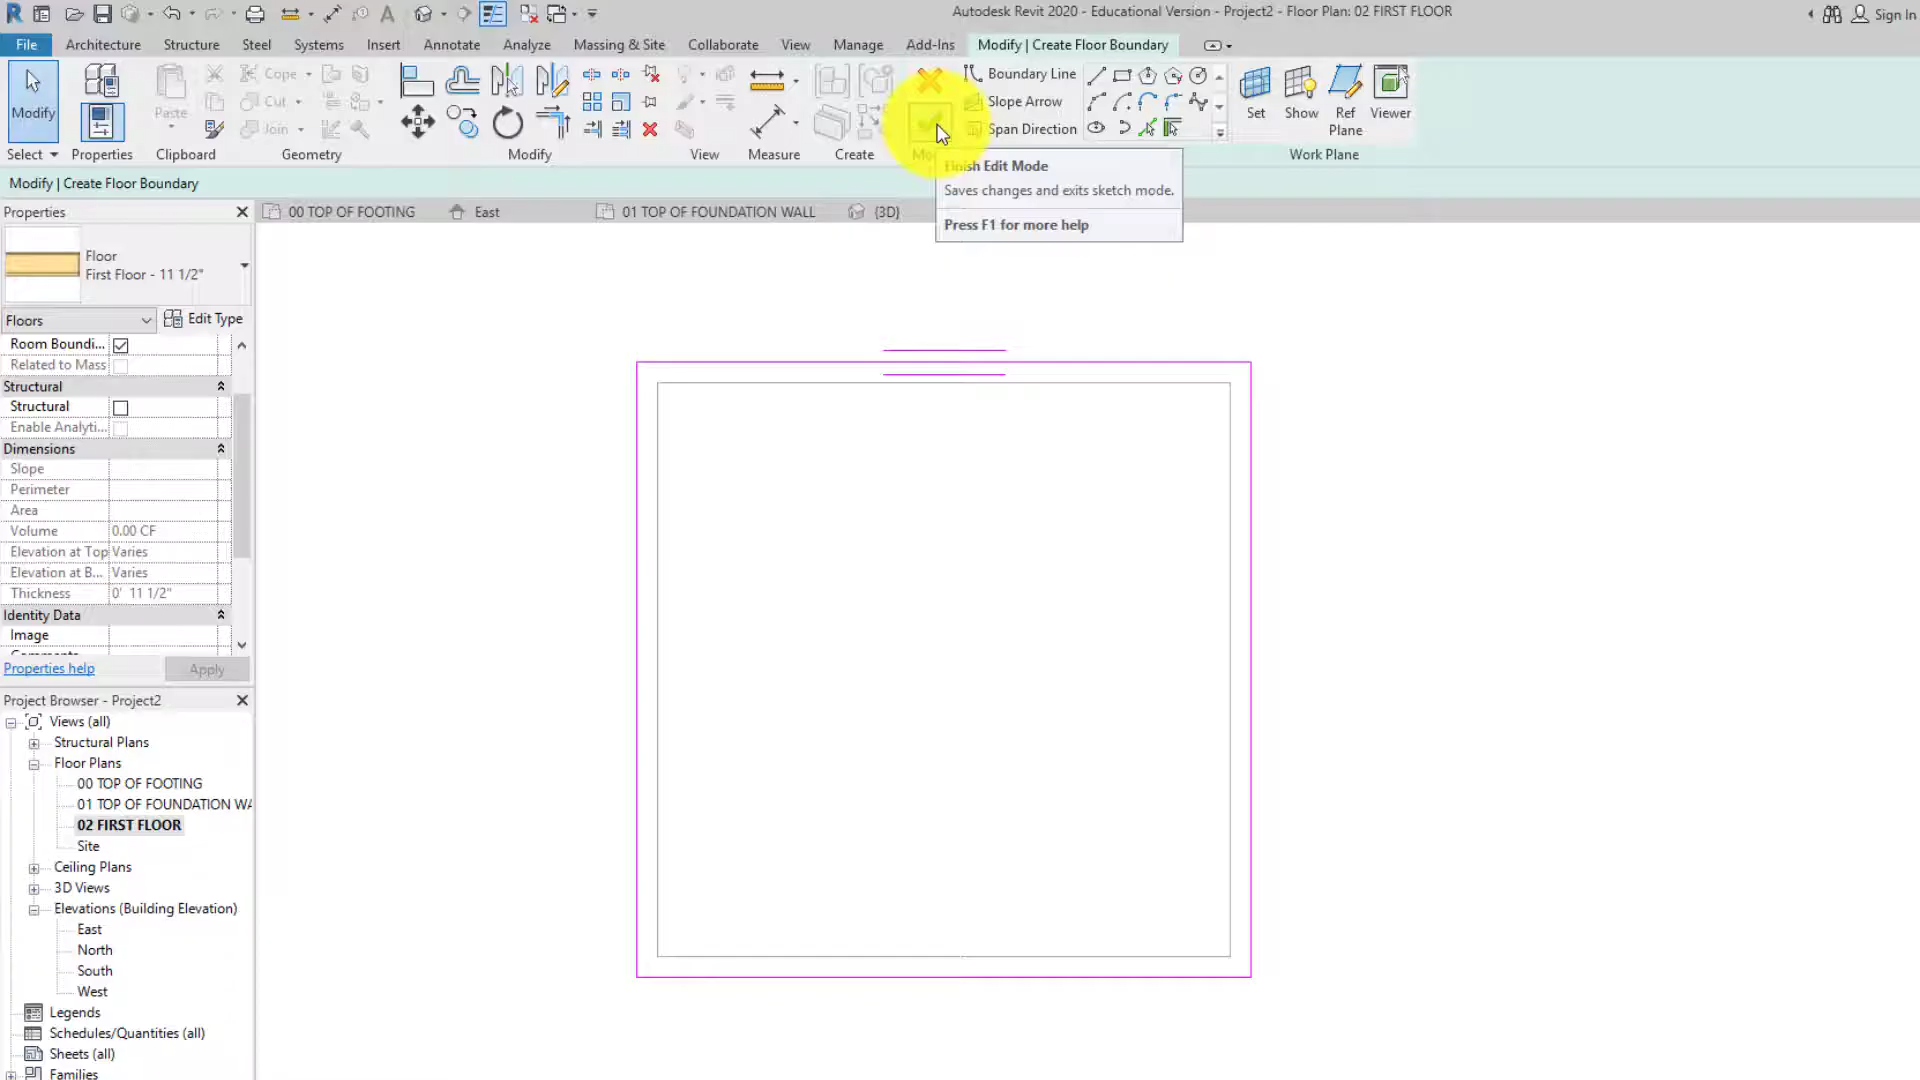 Autodesk Revit 2020 - Educational Version - Project2 - Floor Plan: 02 FIRST FLOOR
Sign In
File
Architecture
Structure
Steel
Systems
Insert
Annotate
Analyze
Massing & Site
Collaborate
View
Manage
Add-Ins
Modify | Create Floor Boundary
Modify
Paste
Cope
Cut
Join
Boundary Line
Slope Arrow
Span Direction
Set
Show
Ref
Plane
Viewer
Select
Properties
Clipboard
Geometry
Modify
View
Measure
Create
Work Plane
Modify | Create Floor Boundary
Finish Edit Mode
Saves changes and exits sketch mode.
Press F1 for more help
Properties
00 TOP OF FOOTING
East
01 TOP OF FOUNDATION WALL
(3D)
Floor
First Floor - 11 1/2"
Floors
Edit Type
Room Boundi...
Related to Mass
Structural
Structural
Enable Analyti...
Dimensions
Slope
Perimeter
Area
Volume 0.00 CF
Elevation at Top Varies
Elevation at B... Varies
Thickness 0' 11 1/2"
Identity Data
Image
Properties help
Apply
Project Browser - Project2
Views (all)
Structural Plans
Floor Plans
00 TOP OF FOOTING
01 TOP OF FOUNDATION WA
02 FIRST FLOOR
Site
Ceiling Plans
3D Views
Elevations (Building Elevation)
East
North
South
West
Legends
Schedules/Quantities (all)
Sheets (all)
Families